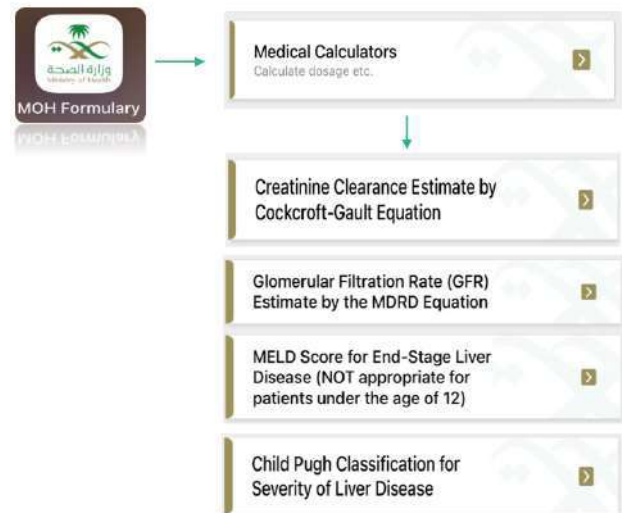 وزارة الصحة
Ministry of Health
MOH Formulary
Medical Calculators
Calculate dosage etc.
Creatinine Clearance Estimate by
Cockcroft-Gault Equation
Glomerular Filtration Rate (GFR)
Estimate by the MDRD Equation
MELD Score for End-Stage Liver
Disease (NOT appropriate for
patients under the age of 12)
Child Pugh Classification for
Severity of Liver Disease